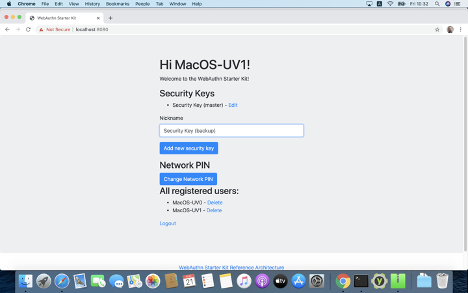 Chrome File Edit View History Bookmarks People Tab Window Help
Fri 10:32
WebAuthn Starter Kit
Not Secure | localhost:8080
Hi MacOS-UV1!
Welcome to the WebAuthn Starter Kit!
Security Keys
• Security Key (master) - Edit
Nickname
Security Key (backup)
Add new security key
Network PIN
Change Network PIN
All registered users:
• MacOS-UV0 - Delete
• MacOS-UV1 - Delete
Logout
WebAuthn Starter Kit Reference Architecture